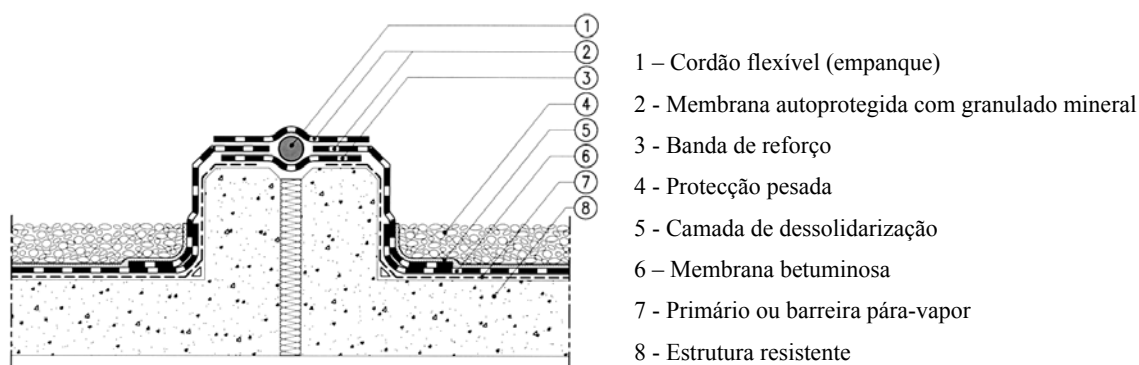 1
2
3
4
5
6
7
8
1 – Cordão flexível (empanque)
2 - Membrana autoprotegida com granulado mineral
3 - Banda de reforço
4 - Protecção pesada
5 - Camada de dessolidarização
6 – Membrana betuminosa
7 - Primário ou barreira pára-vapor
8 - Estrutura resistente